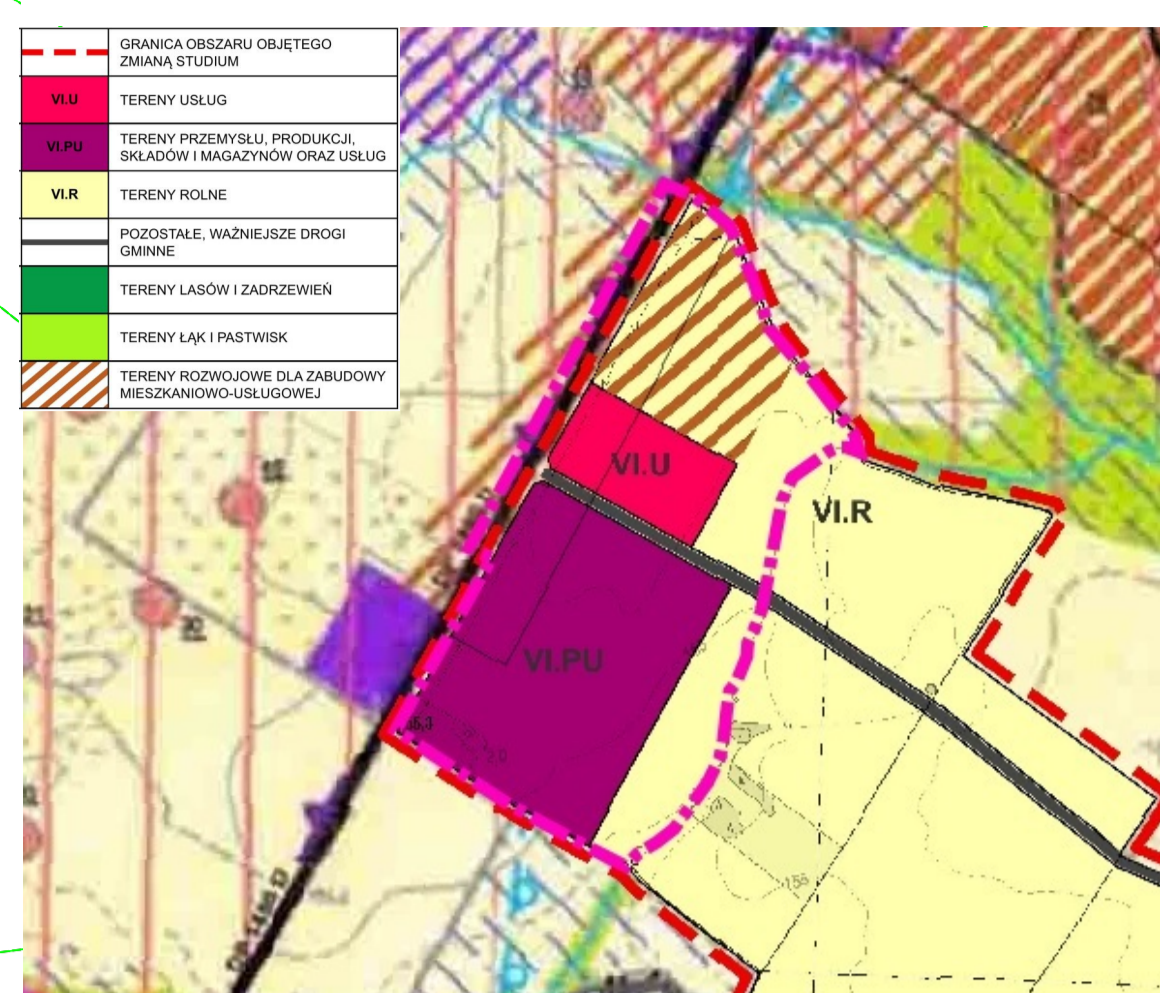 GRANICA OBSZARU OBJĘTEGO
ZMIANĄ STUDIUM
VI.U
TERENY USŁUG
VI.PU
TERENY PRZEMYSŁU, PRODUKCJI,
SKŁADÓW I MAGAZYNÓW ORAZ USŁUG
VI.R
TERENY ROLNE
POZOSTAŁE, WAŻNIEJSZE DROGI
GMINNE
TERENY LASÓW I ZADRZEWIEŃ
TERENY ŁĄK I PASTWISK
TERENY ROZWOJOWE DLA ZABUDOWY
MIESZKANIOWO-USŁUGOWEJ
VI.U
VI.R
VI.PU
155